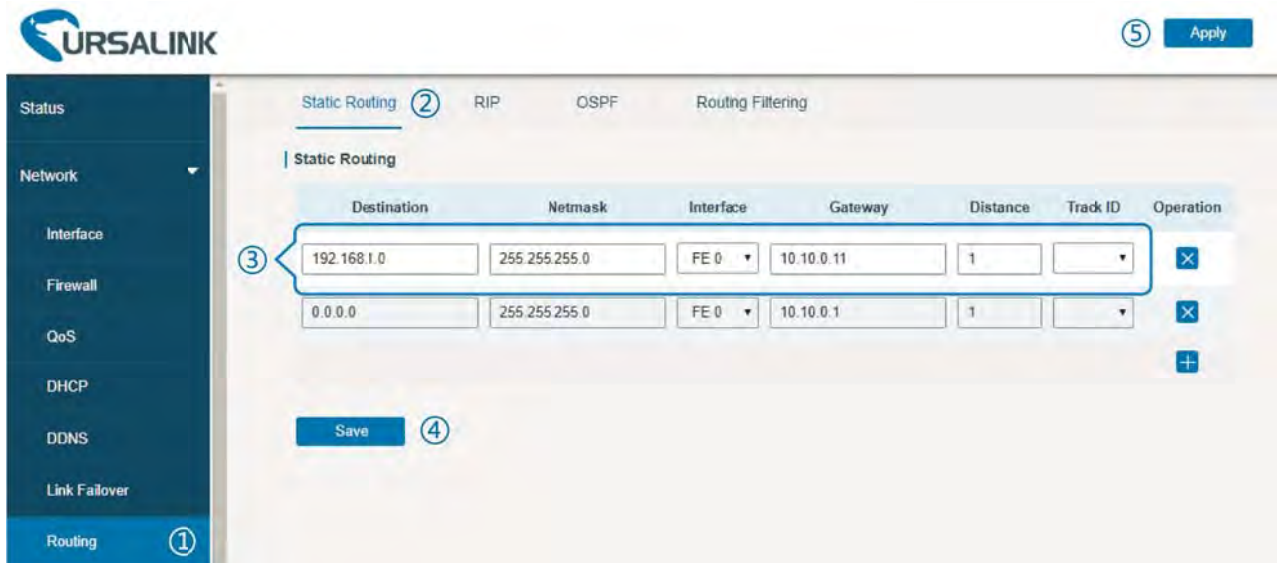 URSALINK
⑤ Apply
Status
Static Routing ② RIP OSPF Routing Filtering
Network
Static Routing
Destination Netmask Interface Gateway Distance Track ID Operation
Interface
③ 192.168.1.0 255.255.255.0 FE 0 10.10.0.11 1
Firewall
0.0.0.0 255.255.255.0 FE 0 10.10.0.1 1
QoS
DHCP
DDNS
Save ④
Link Failover
Routing ①